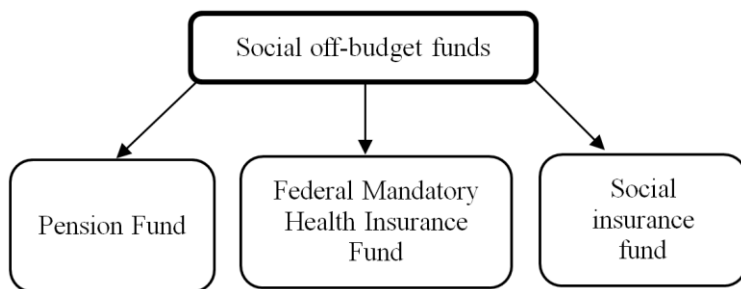 Social off-budget funds
Pension Fund
Federal Mandatory
Health Insurance
Fund
Social
insurance
fund